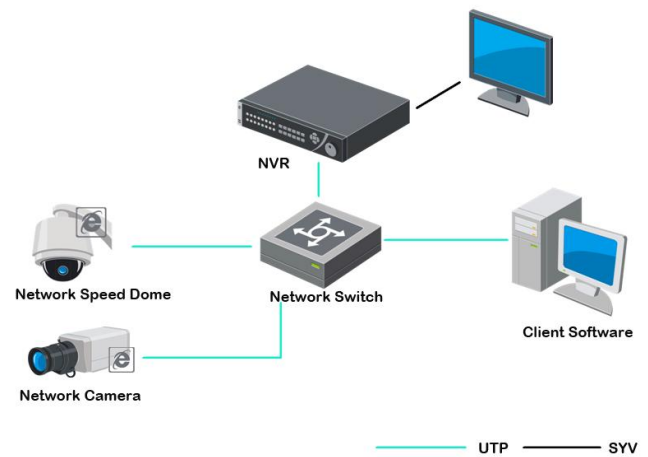 NVR
Network Speed Dome
Network Switch
Client Software
Network Camera
UTP
SYV